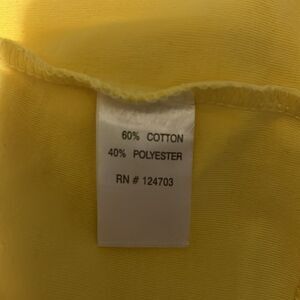 60% COTTON
40% POLYESTER
RN # 124703